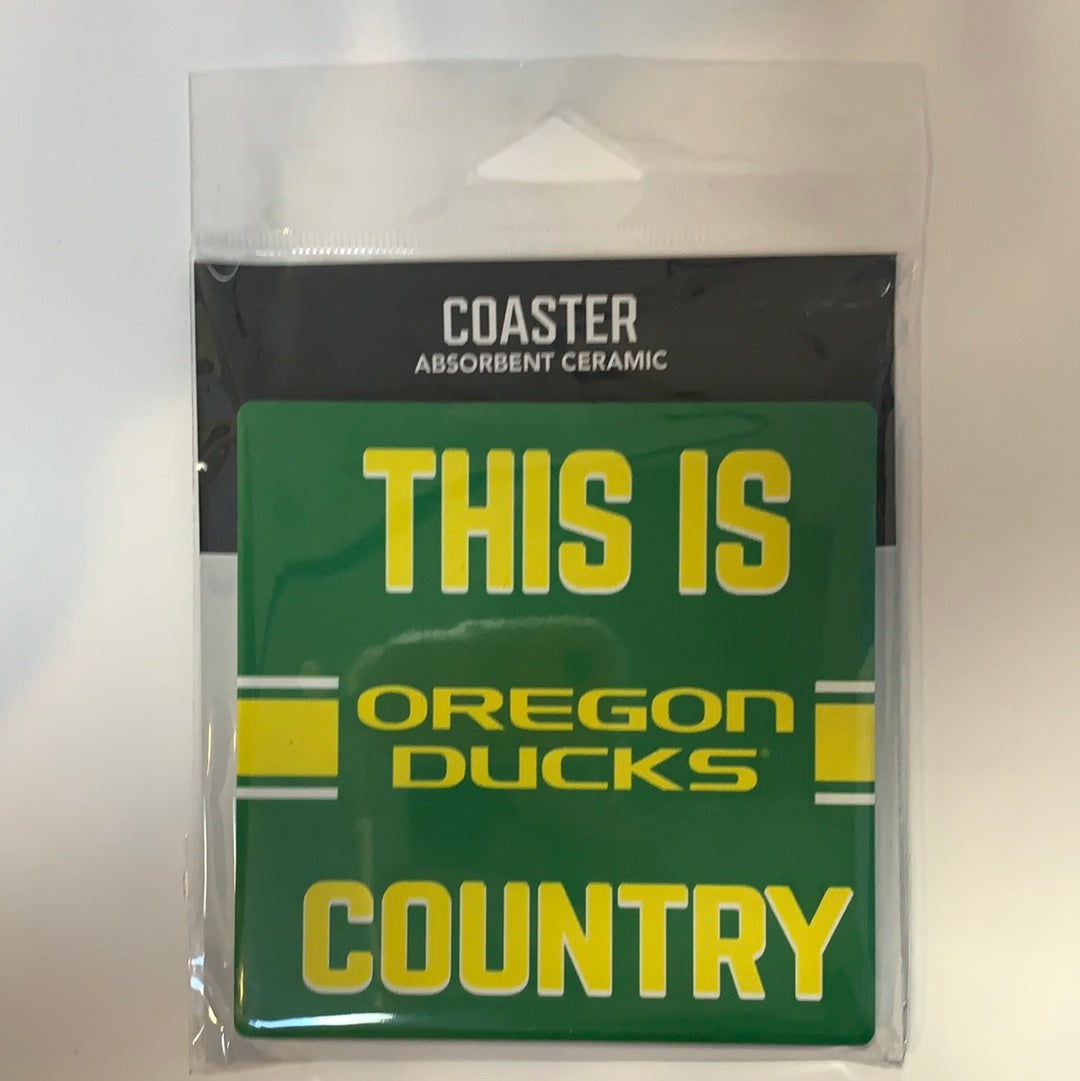 COASTER
ABSORBENT CERAMIC
THIS IS
OREGON
DUCKS®
COUNTRY